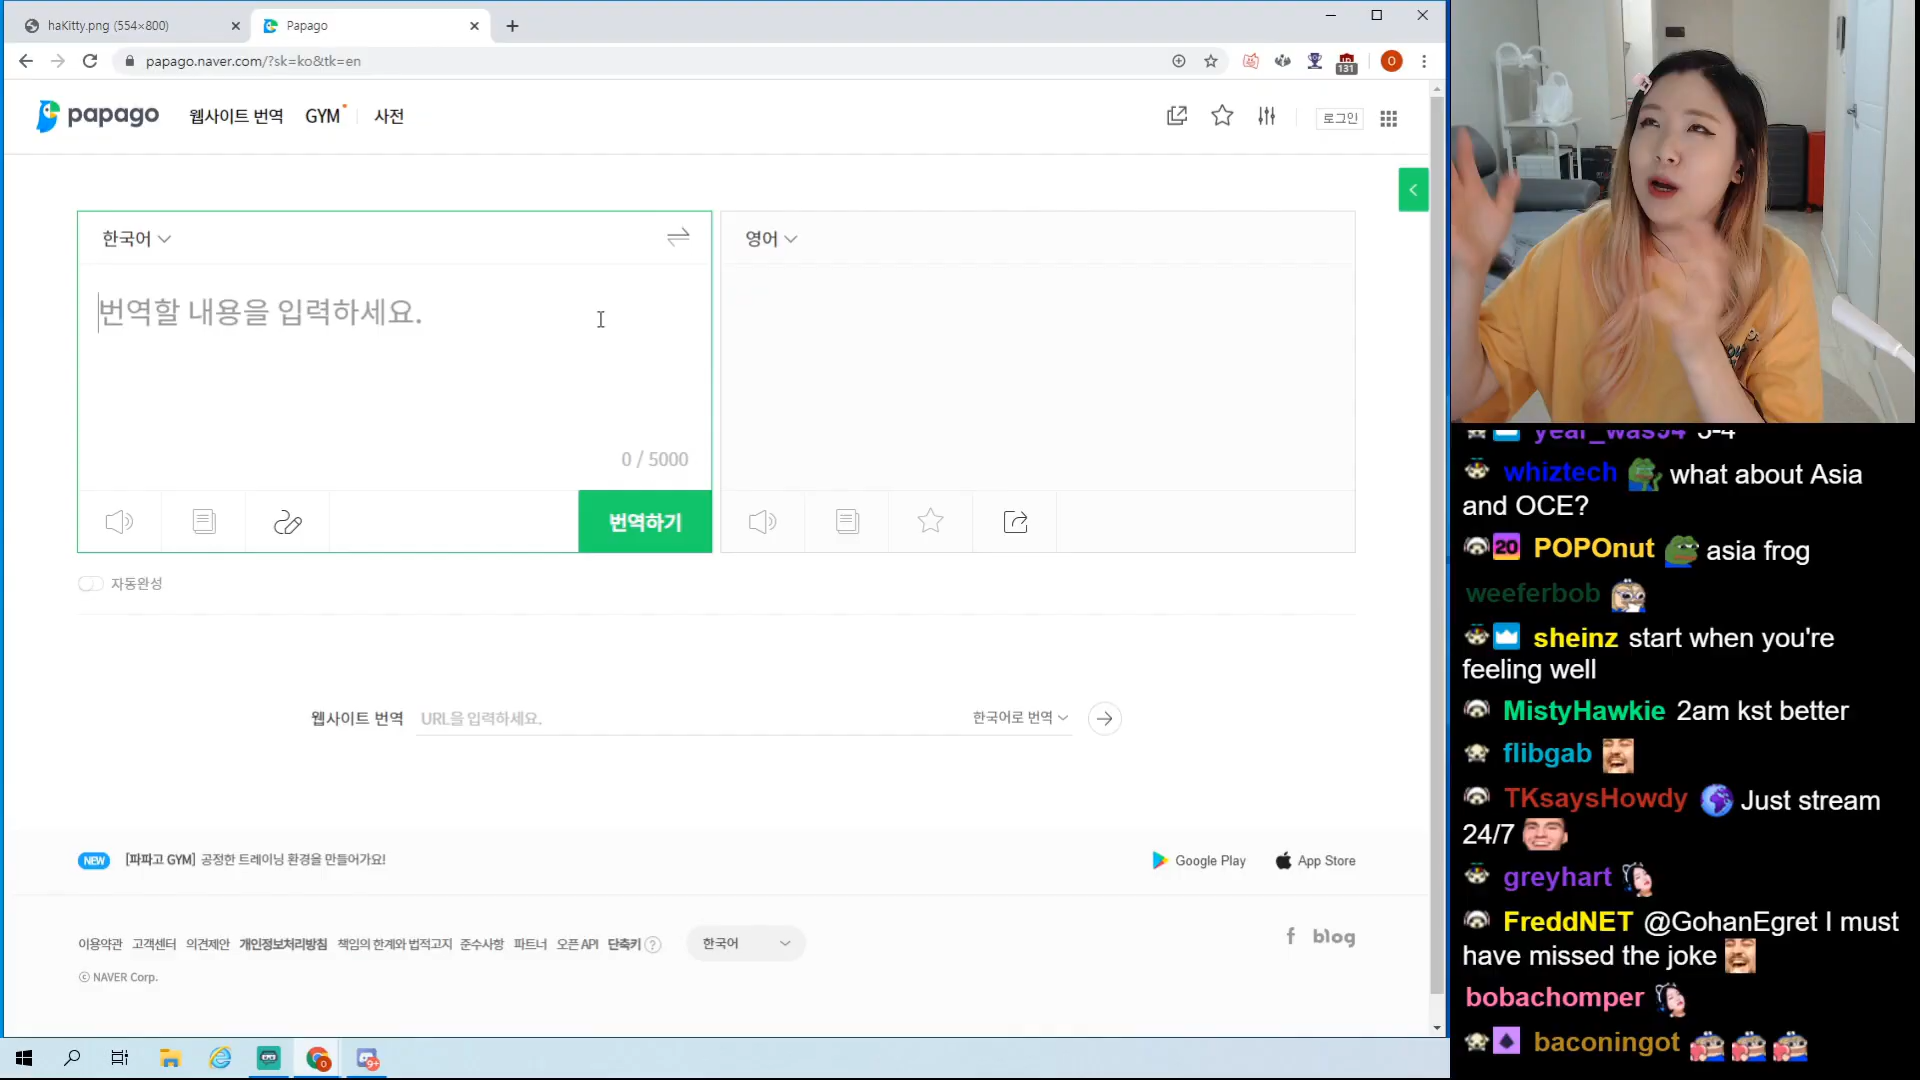 haKitty.png (554×800)
Papago
papago.naver.com/?sk=ko&tk=en
131
O
papago
웹사이트 번역
GYM
사전
로그인
한국어
영어
번역할 내용을 입력하세요.
0 / 5000
번역하기
자동완성
웹사이트 번역
URL을 입력하세요.
한국어로 번역
NEW
[파파고 GYM] 공정한 트레이닝 환경을 만들어가요!
Google Play
App Store
이용약관 고객센터 의견제안 개인정보처리방침 책임의 한계와 법적고지 준수사항 파트너 오픈 API 단축키 ?
한국어
f blog
ⓒ NAVER Corp.
9+
year_was94 3-4
whiztech what about Asia
and OCE?
20 POPOnut asia frog
weeferbob
sheinz start when you're
feeling well
MistyHawkie 2am kst better
flibgab
TKsaysHowdy Just stream
24/7
greyhart
FreddNET @GohanEgret I must
have missed the joke
bobachomper
baconingot